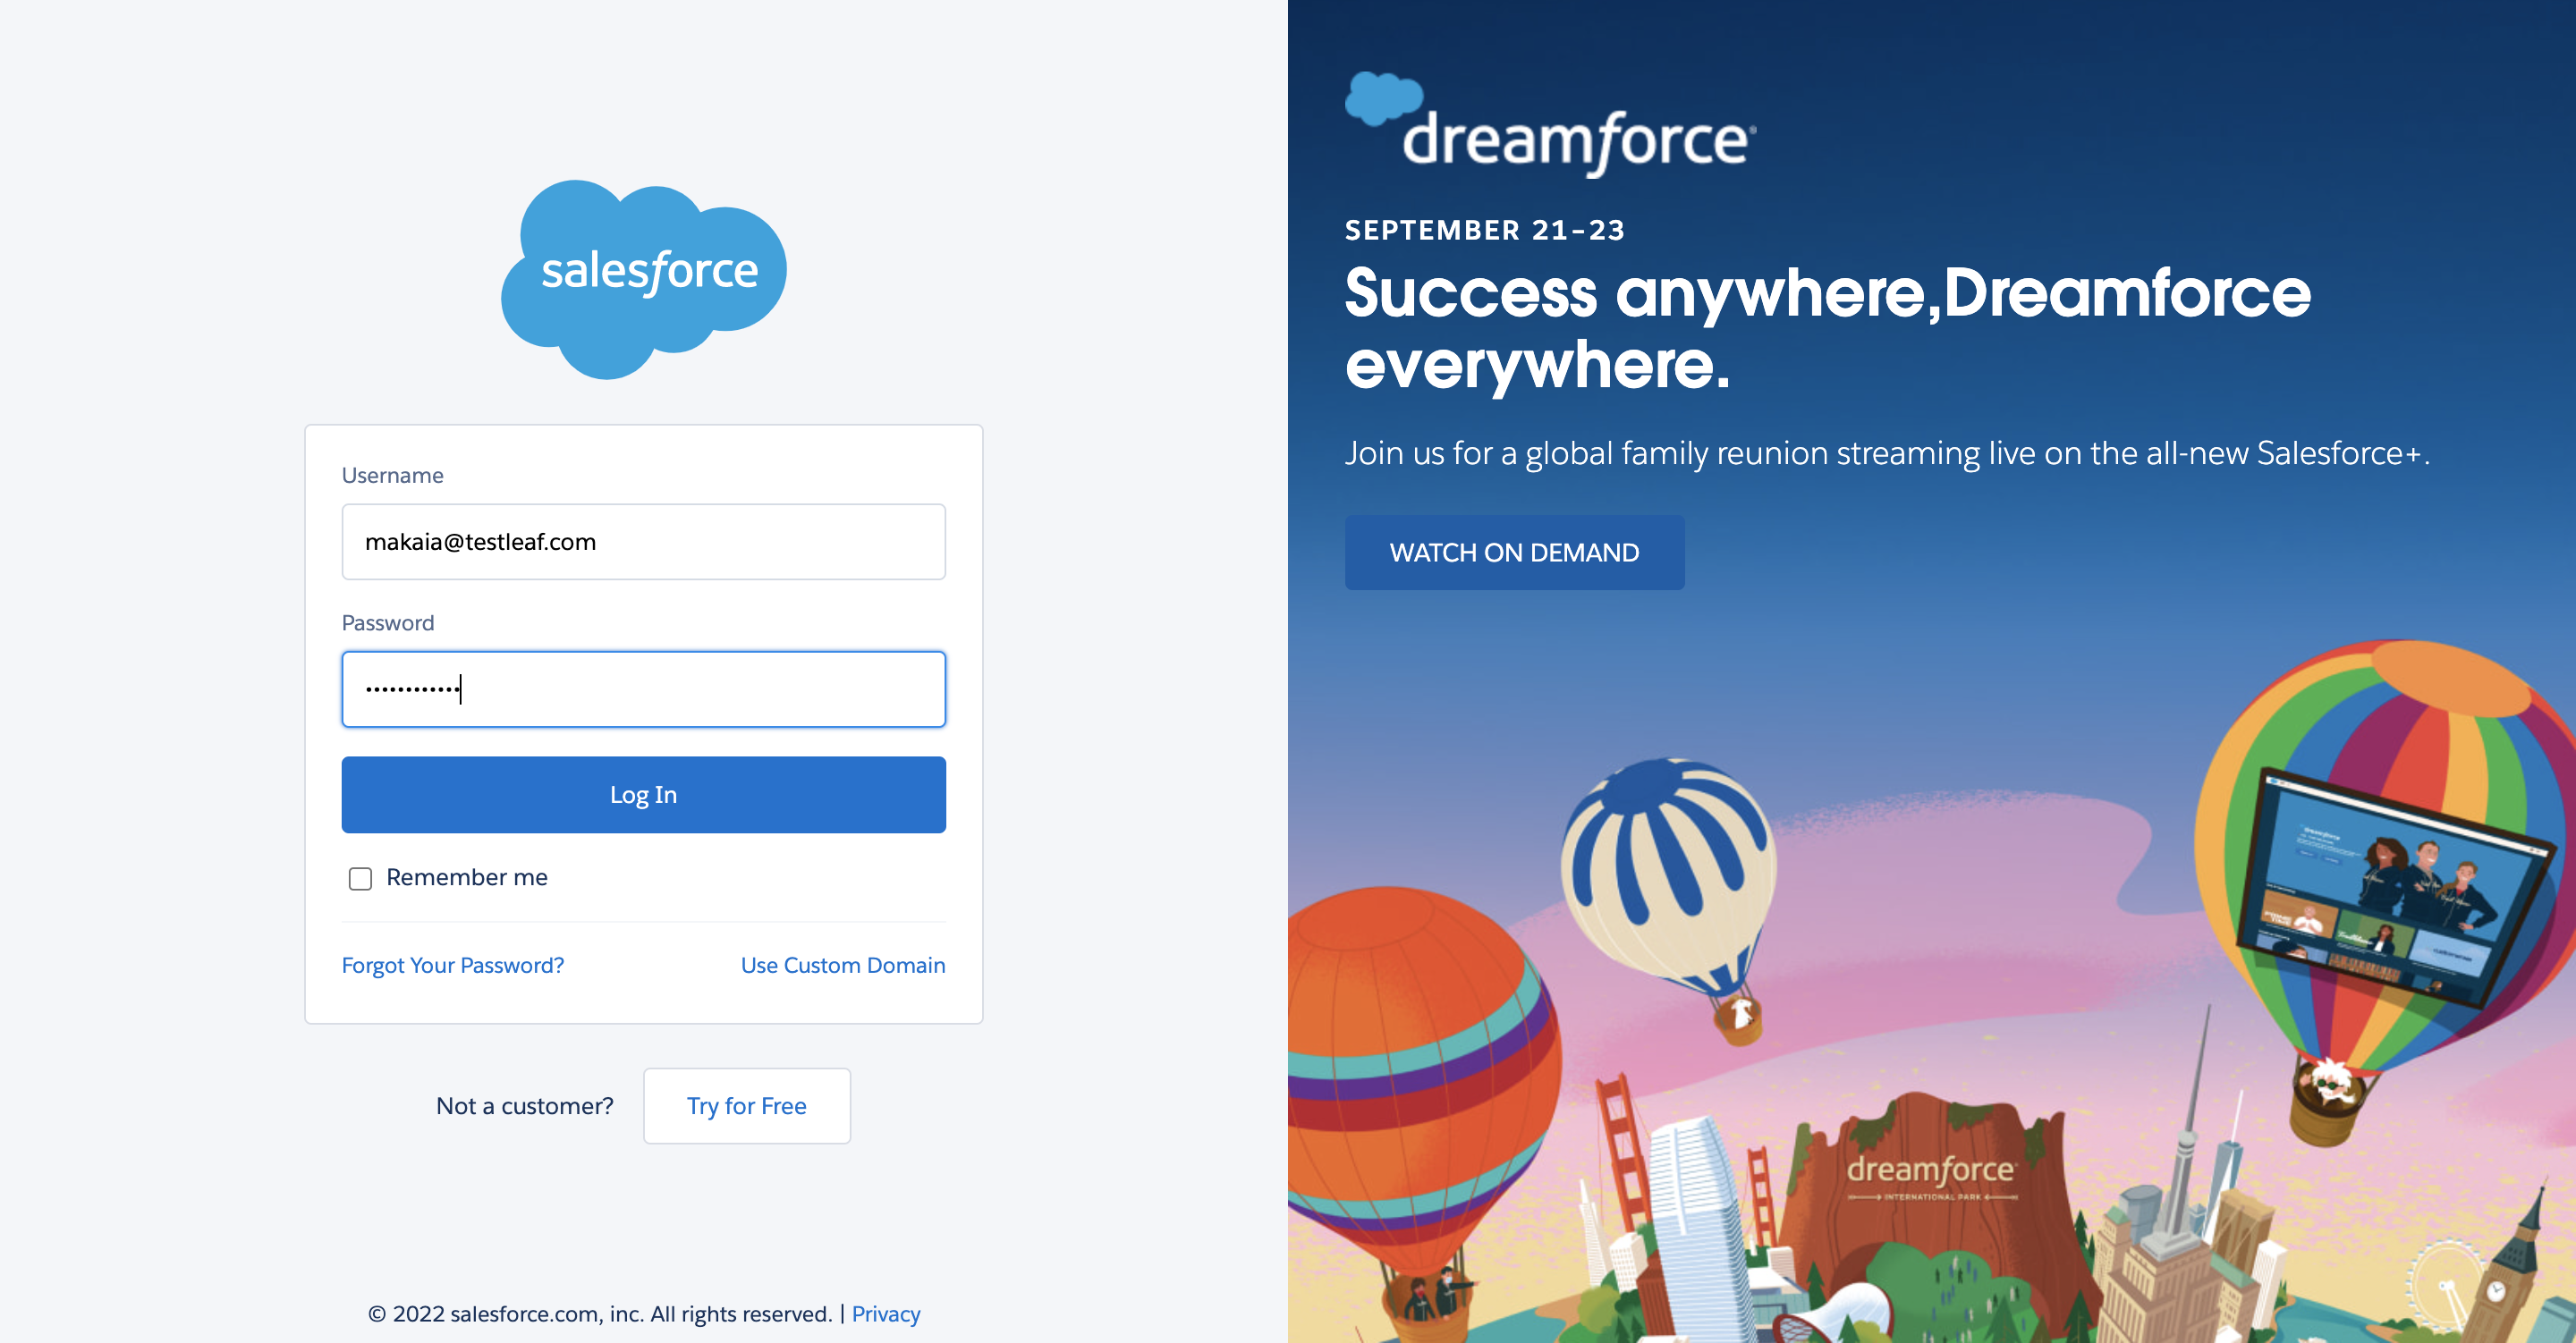 salesforce
Username
makaia@testleaf.com
Password
••••••••••••
Log In
Remember me
Forgot Your Password?
Use Custom Domain
Not a customer?
Try for Free
© 2022 salesforce.com, inc. All rights reserved. | Privacy
dreamforce
SEPTEMBER 21–23
Success anywhere,Dreamforce
everywhere.
Join us for a global family reunion streaming live on the all-new Salesforce+.
WATCH ON DEMAND
dreamforce
INTERNATIONAL PARK